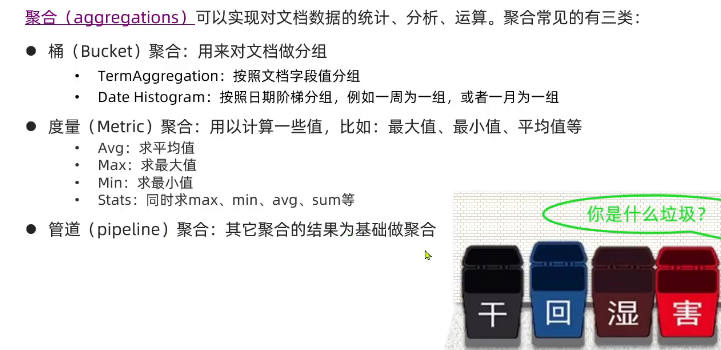 聚合（aggregations）可以实现对文档数据的统计、分析、运算。聚合常见的有三类：
● 桶（Bucket）聚合：用来对文档做分组
• TermAggregation：按照文档字段值分组
• Date Histogram：按照日期阶梯分组，例如一周为一组，或者一月为一组
● 度量（Metric）聚合：用以计算一些值，比如：最大值、最小值、平均值等
• Avg：求平均值
• Max：求最大值
• Min：求最小值
• Stats：同时求max、min、avg、sum等
● 管道（pipeline）聚合：其它聚合的结果为基础做聚合
你是什么垃圾？
干 回 湿 害